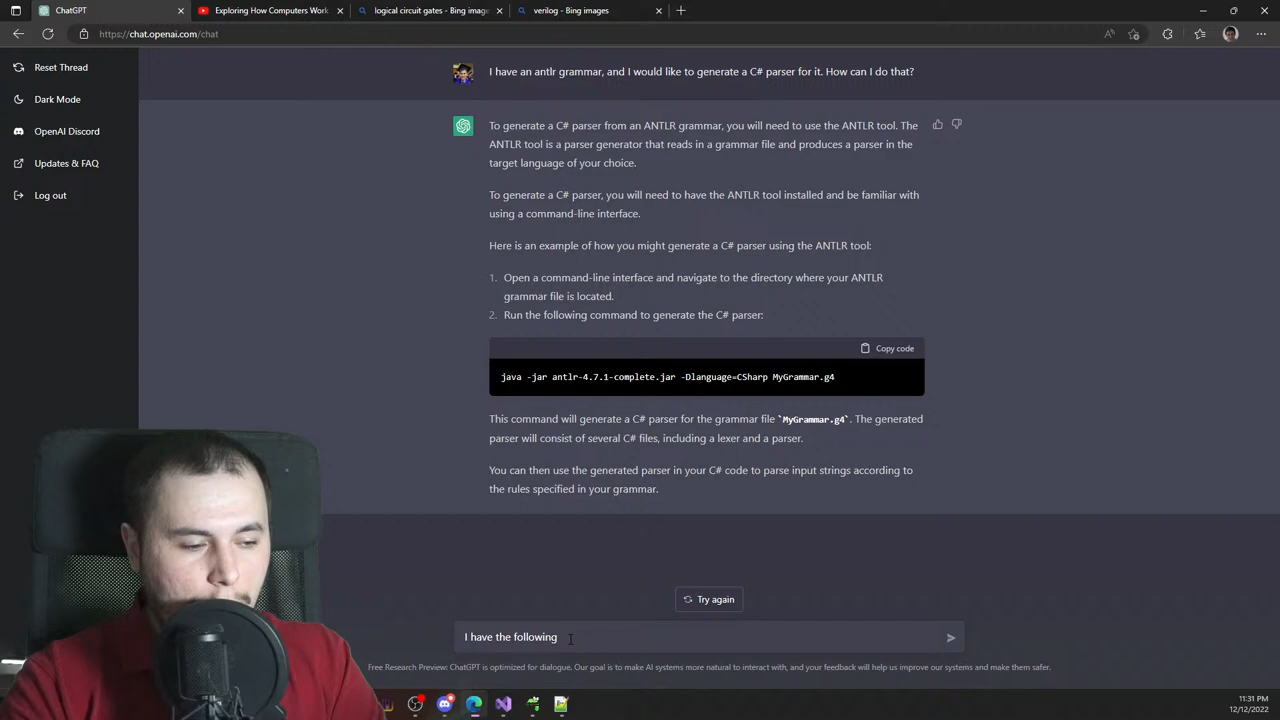 ChatGPT
Exploring How Computers Work
logical circuit gates - Bing images
verilog - Bing images
https://chat.openai.com/chat
Reset Thread
Dark Mode
OpenAI Discord
Updates & FAQ
Log out
I have an antlr grammar, and I would like to generate a C# parser for it. How can I do that?
To generate a C# parser from an ANTLR grammar, you will need to use the ANTLR tool. The
ANTLR tool is a parser generator that reads in a grammar file and produces a parser in the
target language of your choice.
To generate a C# parser, you will need to have the ANTLR tool installed and be familiar with
using a command-line interface.
Here is an example of how you might generate a C# parser using the ANTLR tool:
1. Open a command-line interface and navigate to the directory where your ANTLR
grammar file is located.
2. Run the following command to generate the C# parser:
Copy code
java -jar antlr-4.7.1-complete.jar -Dlanguage=CSharp MyGrammar.g4
This command will generate a C# parser for the grammar file `MyGrammar.g4`. The generated
parser will consist of several C# files, including a lexer and a parser.
You can then use the generated parser in your C# code to parse input strings according to
the rules specified in your grammar.
Try again
I have the following
Free Research Preview: ChatGPT is optimized for dialogue. Our goal is to make AI systems more natural to interact with, and your feedback will help us improve our systems and make them safer.
11:31 PM
12/12/2022